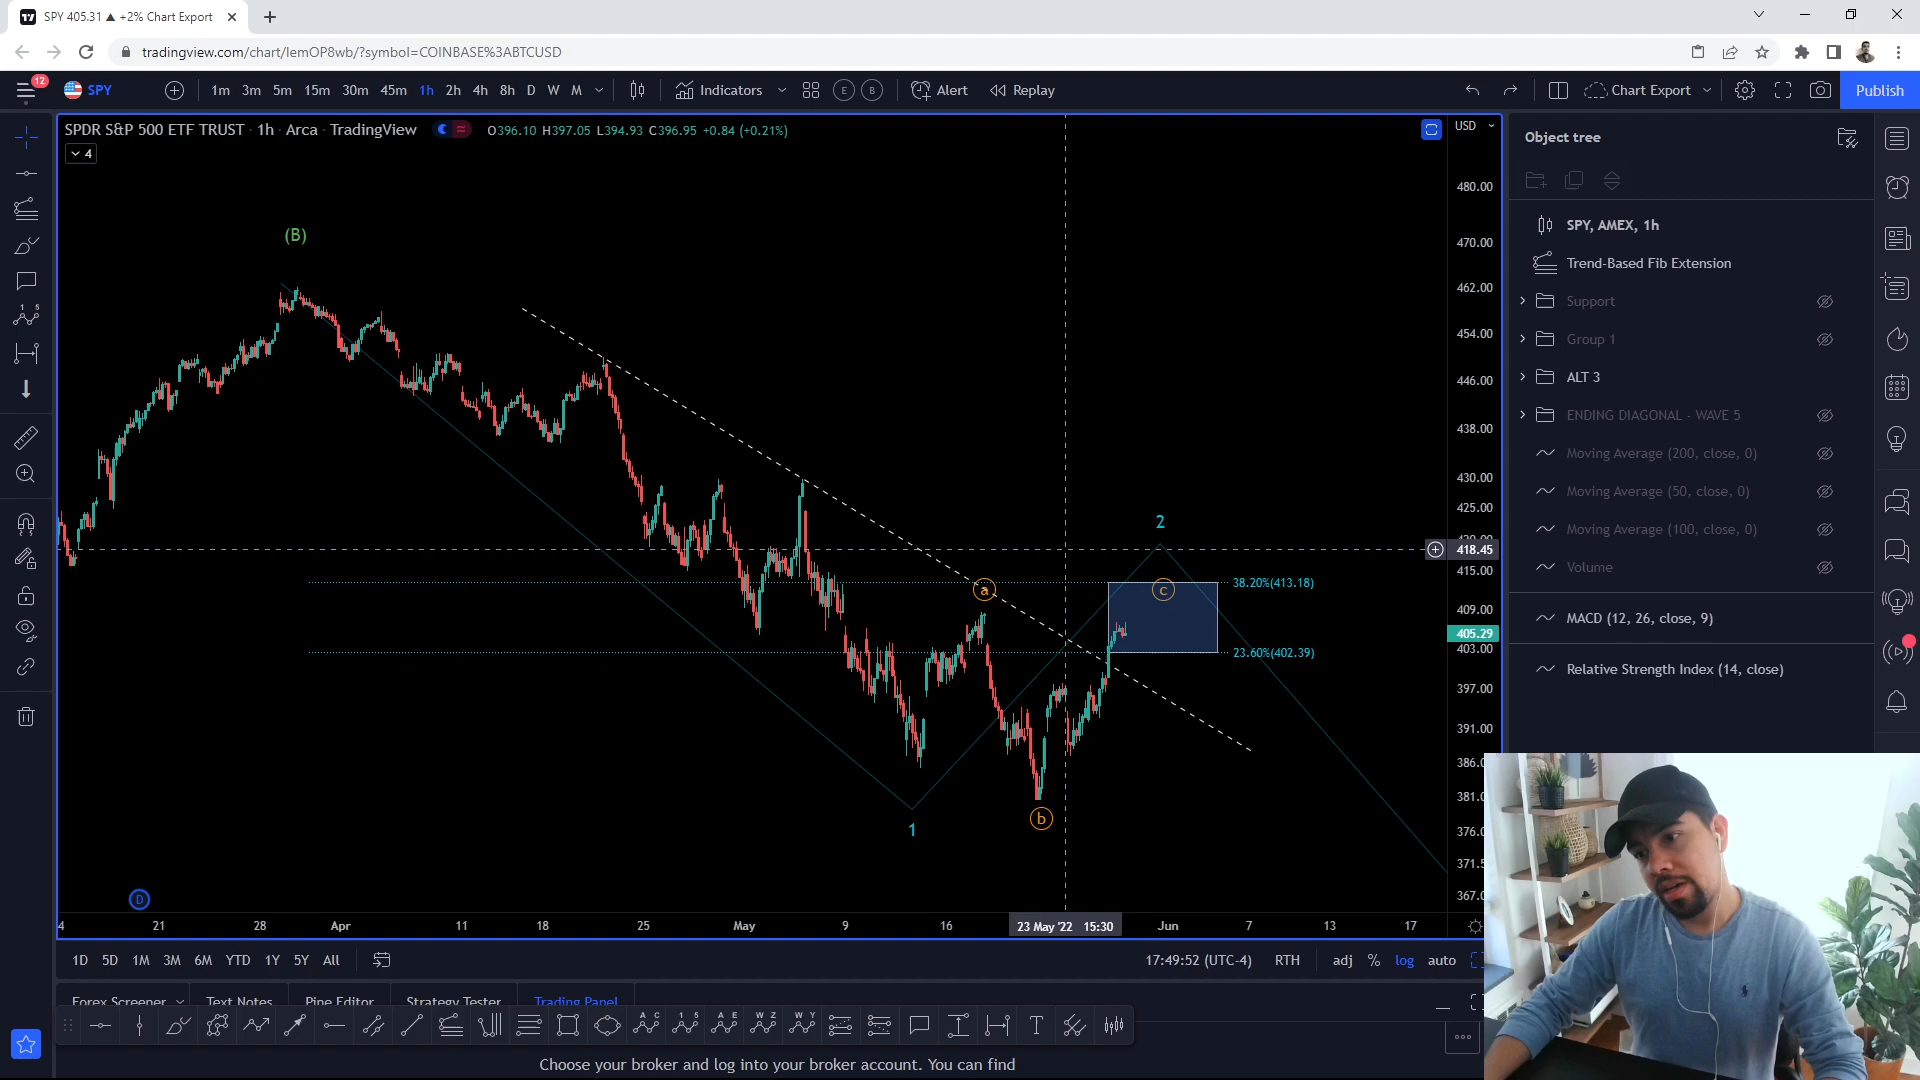 SPY 405.31 ▲ +2% Chart Export
tradingview.com/chart/lemOP8wb/?symbol=COINBASE%3ABTCUSD
12
SPY
1m 3m 5m 15m 30m 45m 1h 2h 4h 8h D W M
Indicators
E B
Alert
Replay
Chart Export
Publish
SPDR S&P 500 ETF TRUST · 1h · Arca · TradingView
O396.10 H397.05 L394.93 C396.95 +0.84 (+0.21%)
4
USD
480.00
470.00
462.00
454.00
446.00
438.00
430.00
425.00
418.45
415.00
409.00
405.29
403.00
397.00
391.00
(B)
2
38.20%(413.18)
a
c
23.60%(402.39)
b
1
D
4 21 28 Apr 11 18 25 May 9 16 23 May '22 15:30 Jun 7 13 17
1D 5D 1M 3M 6M YTD 1Y 5Y All
17:49:52 (UTC-4) RTH adj % log auto
Forex Screener Text Notes Pine Editor Strategy Tester Trading Panel
A C 1 5 A E W Z W Y
Choose your broker and log into your broker account. You can find
Object tree
SPY, AMEX, 1h
Trend-Based Fib Extension
Support
Group 1
ALT 3
ENDING DIAGONAL - WAVE 5
Moving Average (200, close, 0)
Moving Average (50, close, 0)
Moving Average (100, close, 0)
Volume
MACD (12, 26, close, 9)
Relative Strength Index (14, close)